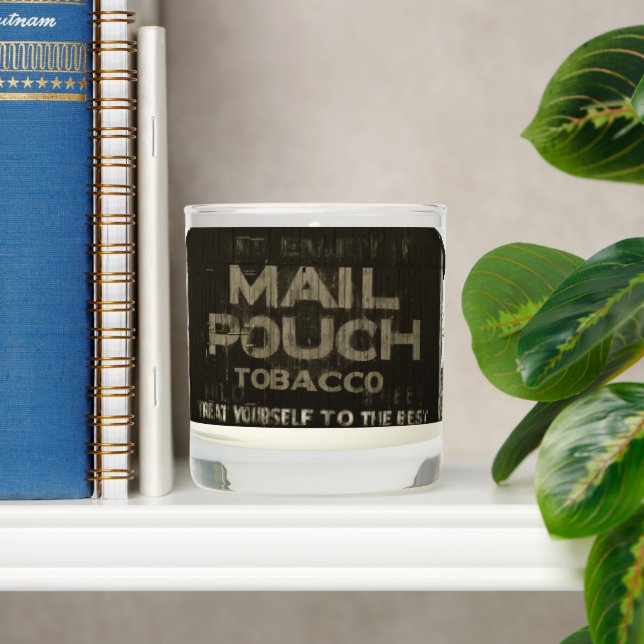 MAIL
POUCH
TOBACCO
TREAT YOURSELF TO THE BEST